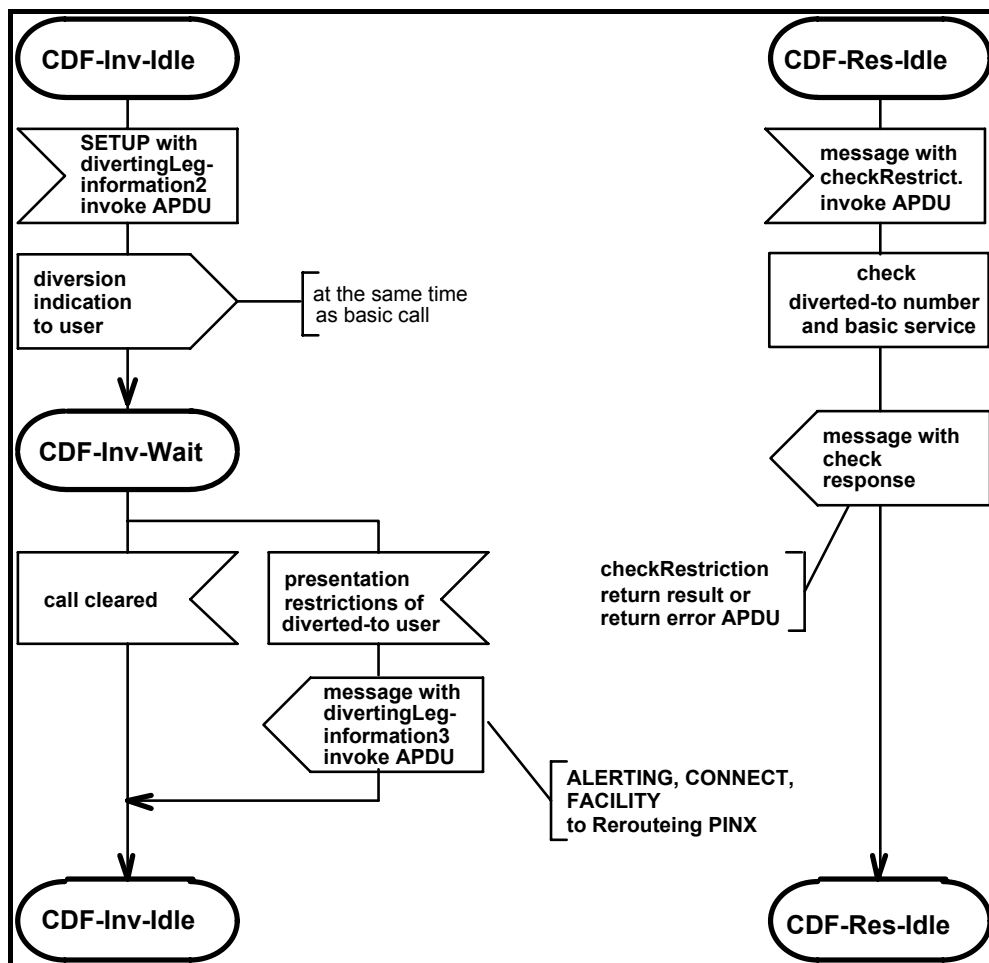 CDF-Inv-Idle
SETUP with
divertingLeg-
information2
invoke APDU
diversion
indication
to user
at the same time
as basic call
CDF-Inv-Wait
call cleared
presentation
restrictions of
diverted-to user
message with
divertingLeg-
information3
invoke APDU
ALERTING, CONNECT,
FACILITY
to Rerouteing PINX
CDF-Inv-Idle
CDF-Res-Idle
message with
checkRestrict.
invoke APDU
check
diverted-to number
and basic service
message with
check
response
checkRestriction
return result or
return error APDU
CDF-Res-Idle